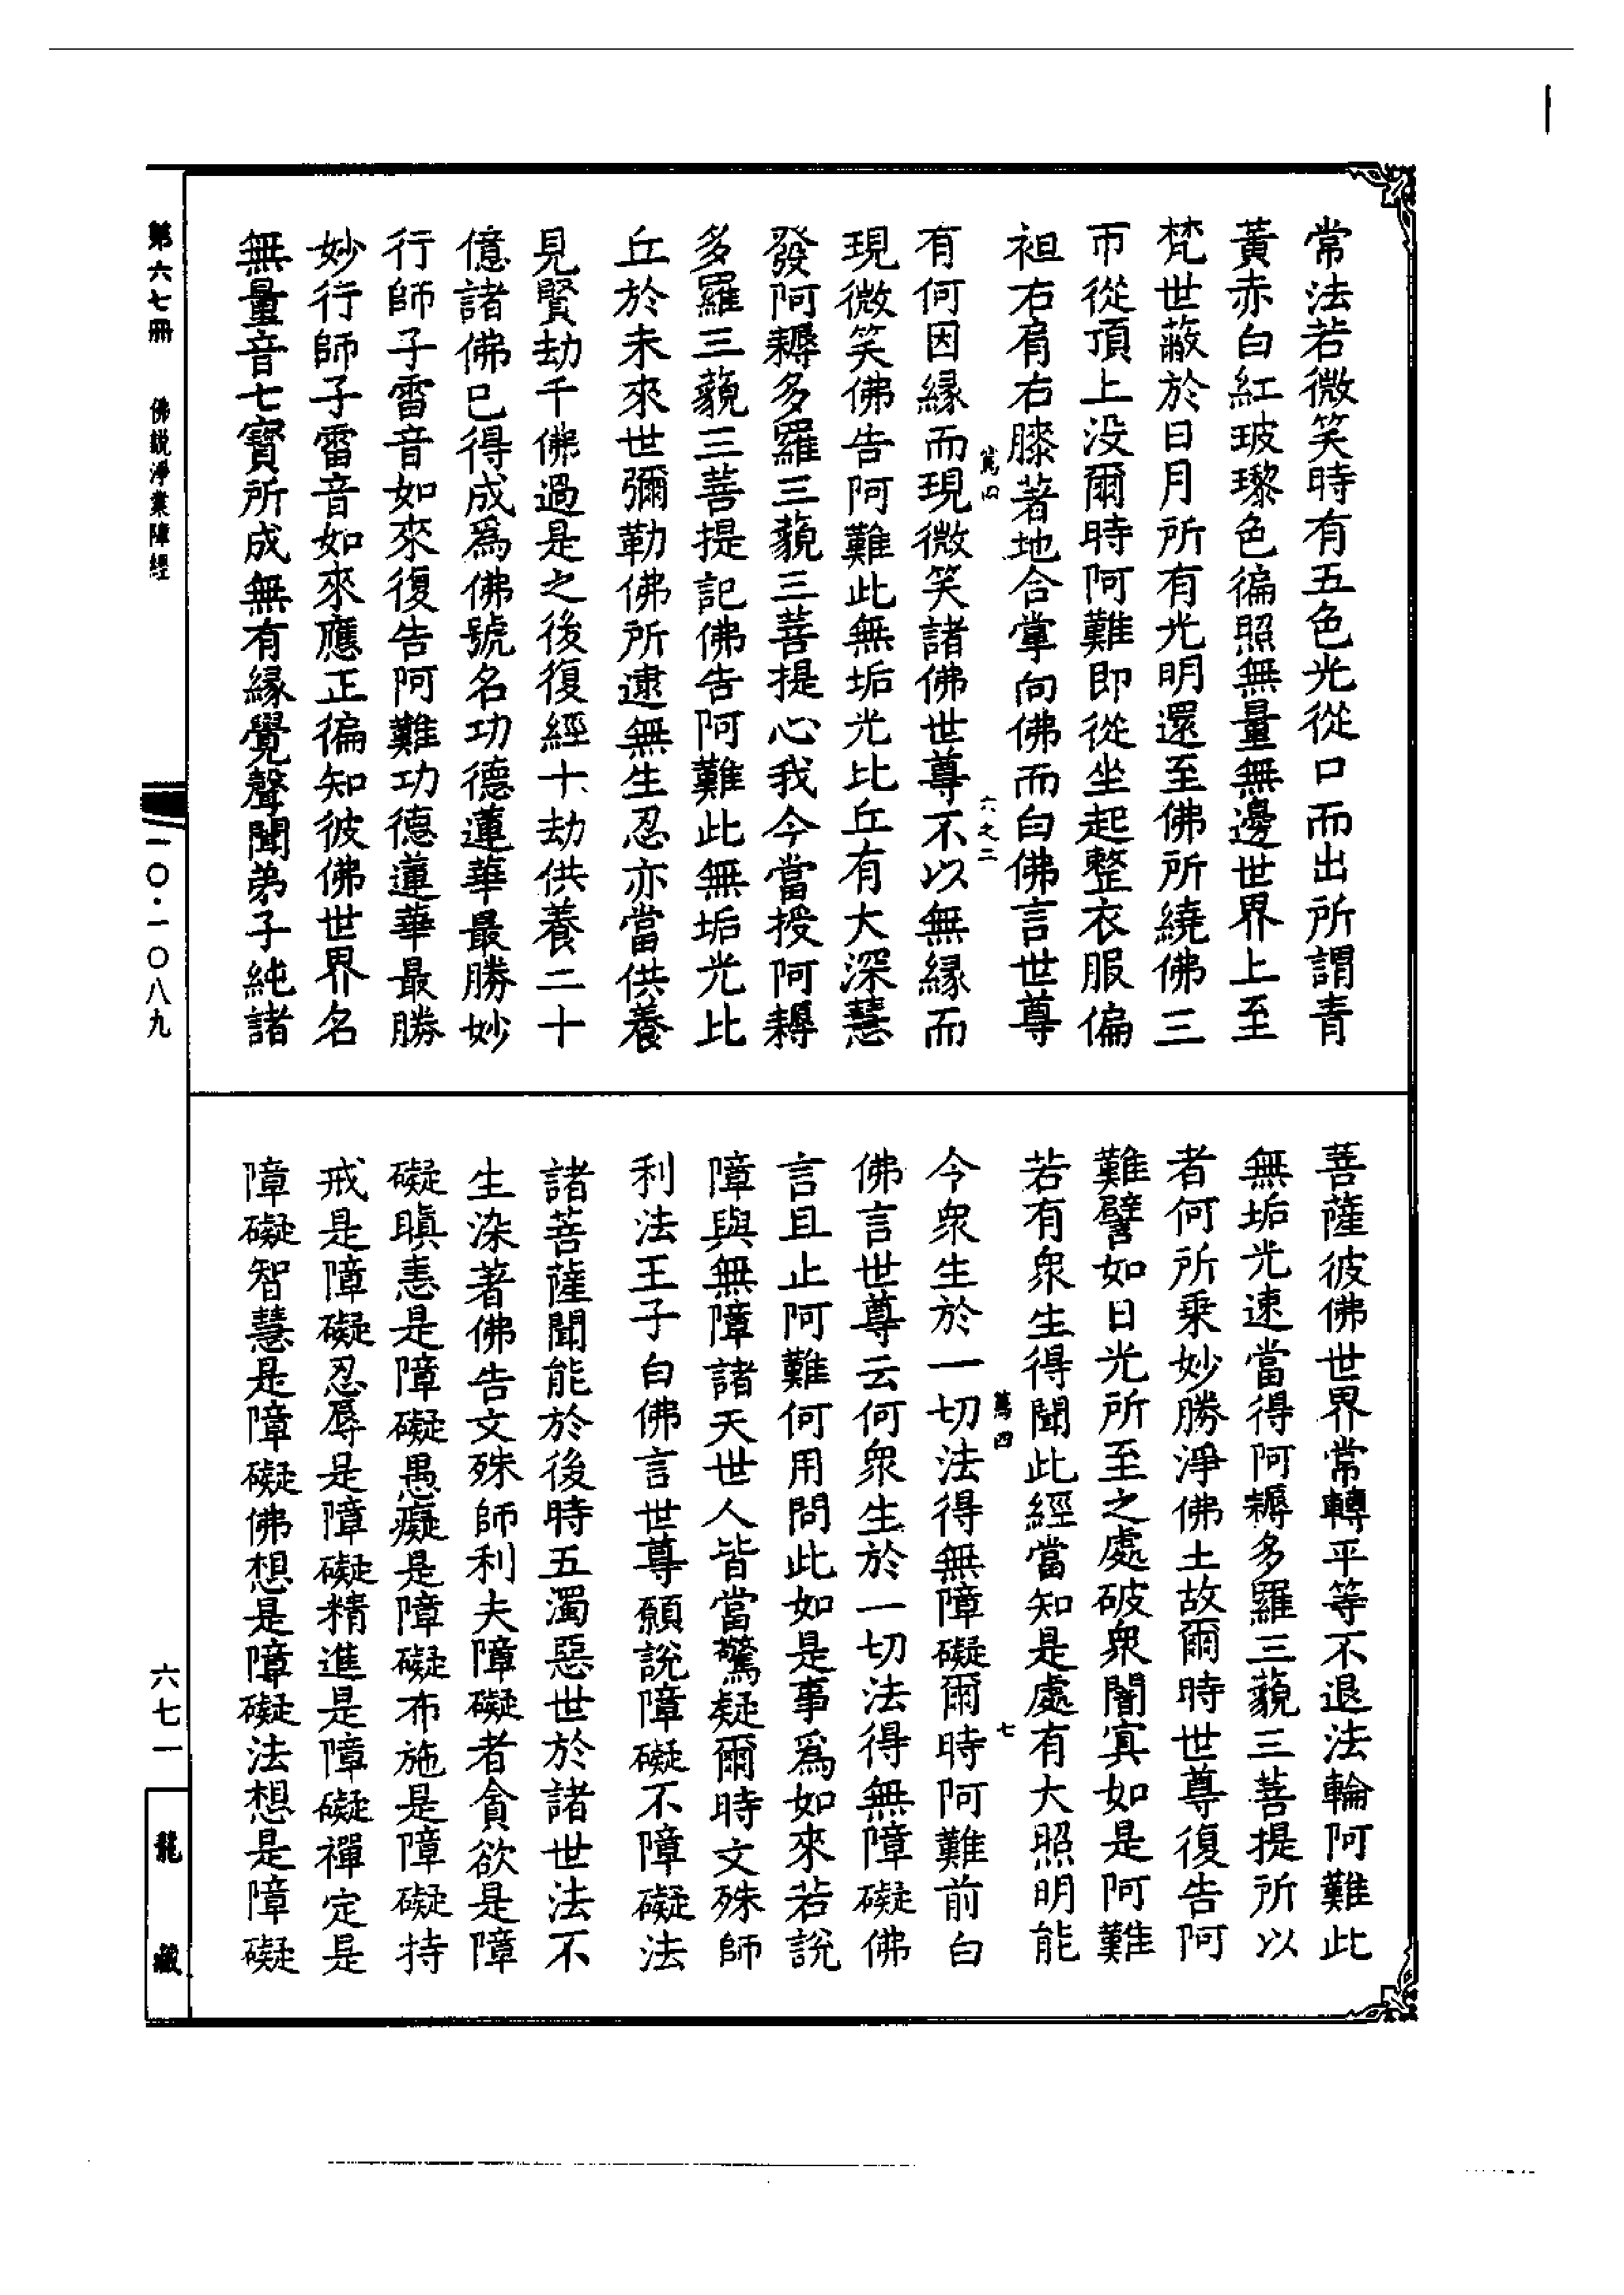 常法若微笑時有五色光從口而出所謂青
黃赤白紅玻瓈色徧照無量無邊世界上至
梵世蔽於日月所有光明還至佛所繞佛三
帀從頂上没爾時阿難即從坐起整衣服偏
袒右肩右膝著地合掌向佛而白佛言世尊
有何因緣而現微笑諸佛世尊不以無緣而
現微笑佛告阿難此無垢光比丘有大深慧
發阿耨多羅三藐三菩提心我今當授阿耨
多羅三藐三菩提記佛告阿難此無垢光比
丘於未來世彌勒佛所逮無生忍亦當供養
見賢劫千佛過是之後復經十劫供養二十
億諸佛已得成爲佛號名功德蓮華最勝妙
行師子雷音如來復告阿難功德蓮華最勝
妙行師子雷音如來應正徧知彼佛世界名
無量音七寶所成無有緣覺聲聞弟子純諸
菩薩彼佛世界常轉平等不退法輪阿難此
無垢光速當得阿耨多羅三藐三菩提所以
者何所乘妙勝淨佛土故爾時世尊復告阿
難譬如日光所至之處破衆闇冥如是阿難
若有衆生得聞此經當知是處有大照明能
令衆生於一切法得無障礙爾時阿難前白
佛言世尊云何衆生於一切法得無障礙佛
言且止阿難何用問此如是事爲如來若說
障與無障諸天世人皆當驚疑爾時文殊師
利法王子白佛言世尊願說障礙不障礙法
諸菩薩聞能於後時五濁惡世於諸世法不
生染著佛告文殊師利夫障礙者貪欲是障
礙瞋恚是障礙愚癡是障礙布施是障礙持
戒是障礙忍辱是障礙精進是障礙禪定是
障礙智慧是障礙佛想是障礙法想是障礙
六之二
萬四
七
第六七冊
佛說淨業障經
一〇·一〇八九
六七一
龍藏